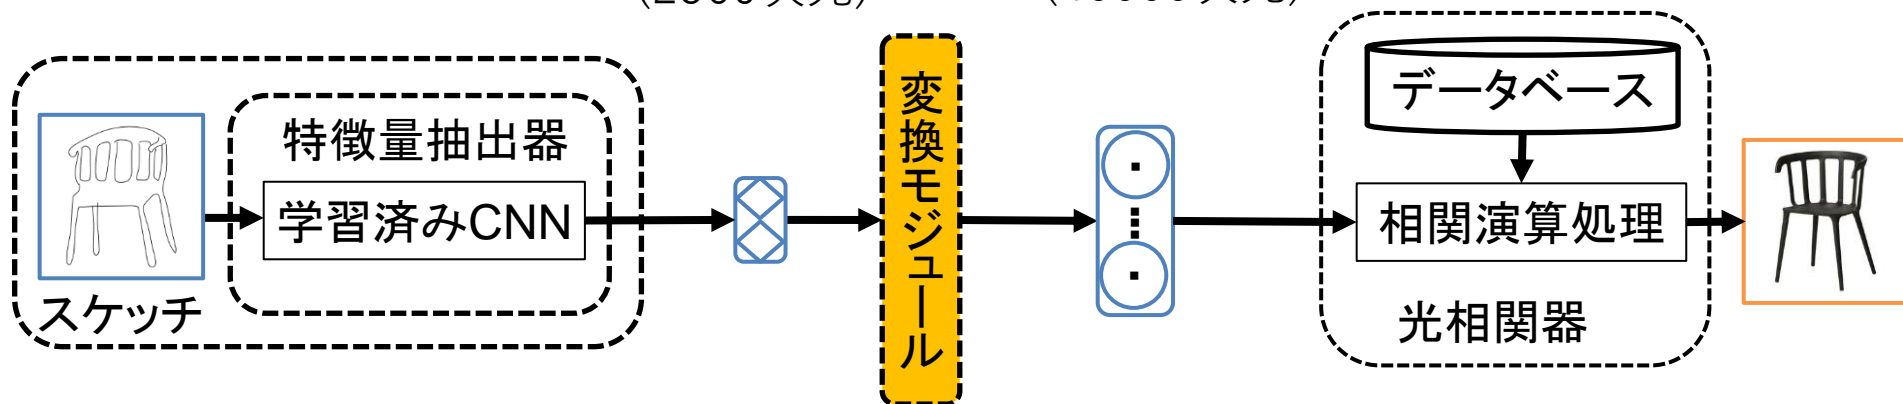 データベース
特徴量抽出器
学習済みCNN
スケッチ
変換モジュール
相関演算処理
光相関器